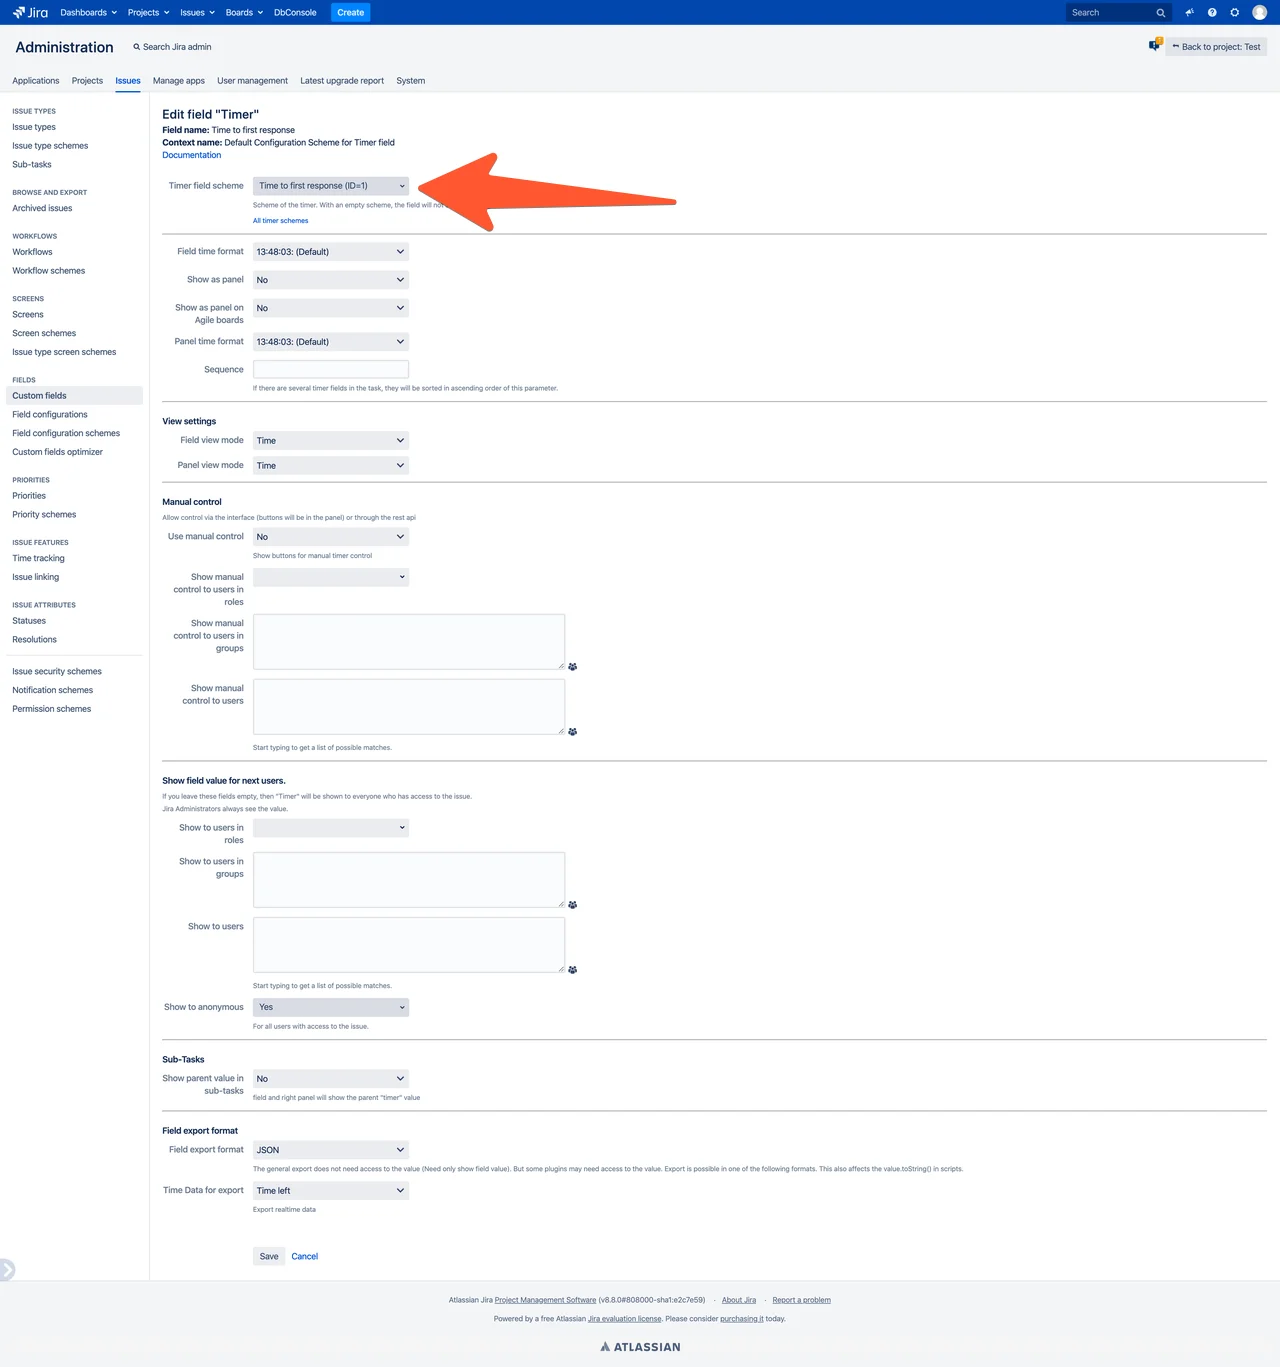 Jira Dashboards Projects Issues Boards DbConsole Create Search
Administration Search Jira admin Back to project: Test
Applications Projects Issues Manage apps User management Latest upgrade report System
ISSUE TYPES
Issue types
Issue type schemes
Sub-tasks
BROWSE AND EXPORT
Archived issues
WORKFLOWS
Workflows
Workflow schemes
SCREENS
Screens
Screen schemes
Issue type screen schemes
FIELDS
Custom fields
Field configurations
Field configuration schemes
Custom fields optimizer
PRIORITIES
Priorities
Priority schemes
ISSUE FEATURES
Time tracking
Issue linking
ISSUE ATTRIBUTES
Statuses
Resolutions
Issue security schemes
Notification schemes
Permission schemes
Edit field "Timer"
Field name: Time to first response
Context name: Default Configuration Scheme for Timer field
Documentation
Timer field scheme Time to first response (ID=1)
Scheme of the timer. With an empty scheme, the field will not
All timer schemes
Field time format 13:48:03: (Default)
Show as panel No
Show as panel on No
Agile boards
Panel time format 13:48:03: (Default)
Sequence
If there are several timer fields in the task, they will be sorted in ascending order of this parameter.
View settings
Field view mode Time
Panel view mode Time
Manual control
Allow control via the interface (buttons will be in the panel) or through the rest api
Use manual control No
Show buttons for manual timer control
Show manual
control to users in
roles
Show manual
control to users in
groups
Show manual
control to users
Start typing to get a list of possible matches.
Show field value for next users.
If you leave these fields empty, then "Timer" will be shown to everyone who has access to the issue.
Jira Administrators always see the value.
Show to users in
roles
Show to users in
groups
Show to users
Start typing to get a list of possible matches.
Show to anonymous Yes
For all users with access to the issue.
Sub-Tasks
Show parent value in No
sub-tasks
field and right panel will show the parent "timer" value
Field export format
Field export format JSON
The general export does not need access to the value (Need only show field value). But some plugins may need access to the value. Export is possible in one of the following formats. This also affects the value.toString() in scripts.
Time Data for export Time left
Export realtime data
Save Cancel
Atlassian Jira Project Management Software (v8.8.0#808000-sha1:e2c7e59) · About Jira · Report a problem
Powered by a free Atlassian Jira evaluation license. Please consider purchasing it today.
ATLASSIAN